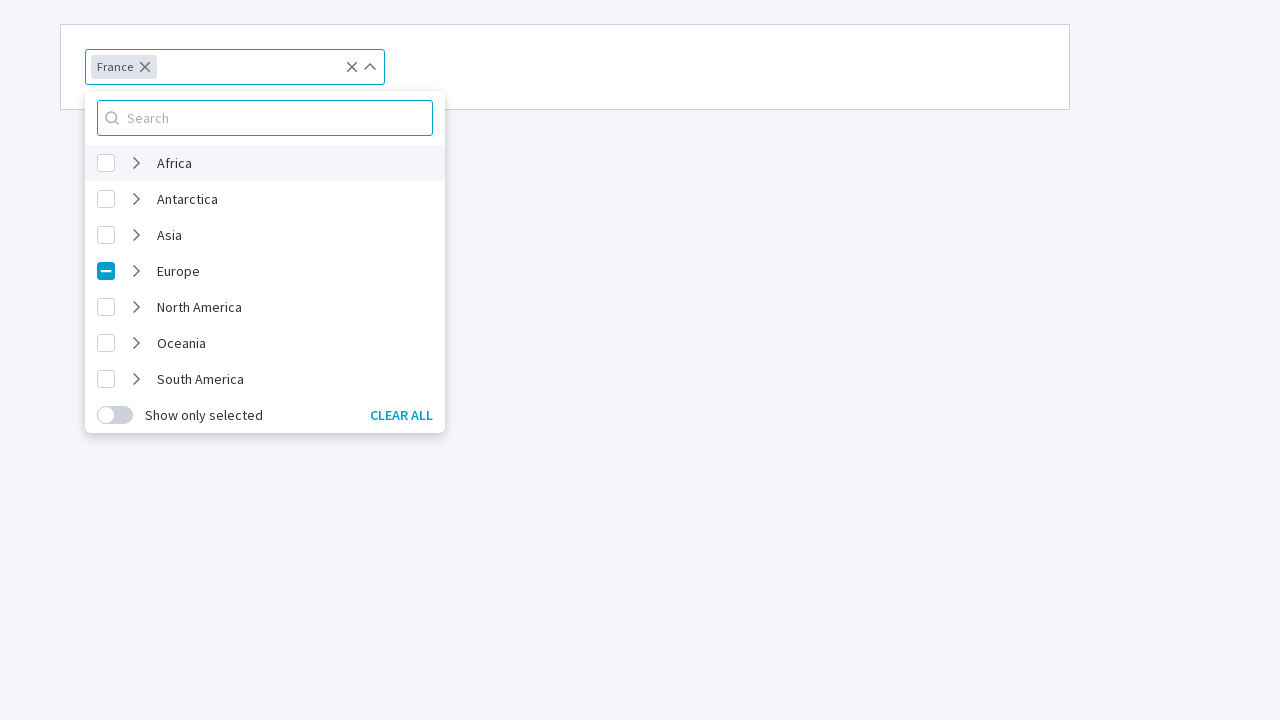 France
Search
Africa
Antarctica
Asia
Europe
North America
Oceania
South America
Show only selected CLEAR ALL